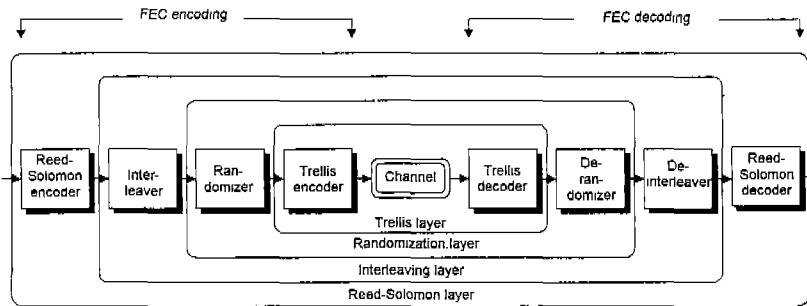 FEC encoding
FEC decoding
Reed-
Solomon
encoder
Inter-
leaver
Ran-
domizer
Trellis
encoder
Channel
Trellis
decoder
De-
ran-
domizer
De-
interleaver
Reed-
Solomon
decoder
Trellis layer
Randomization layer
Interleaving layer
Reed-Solomon layer